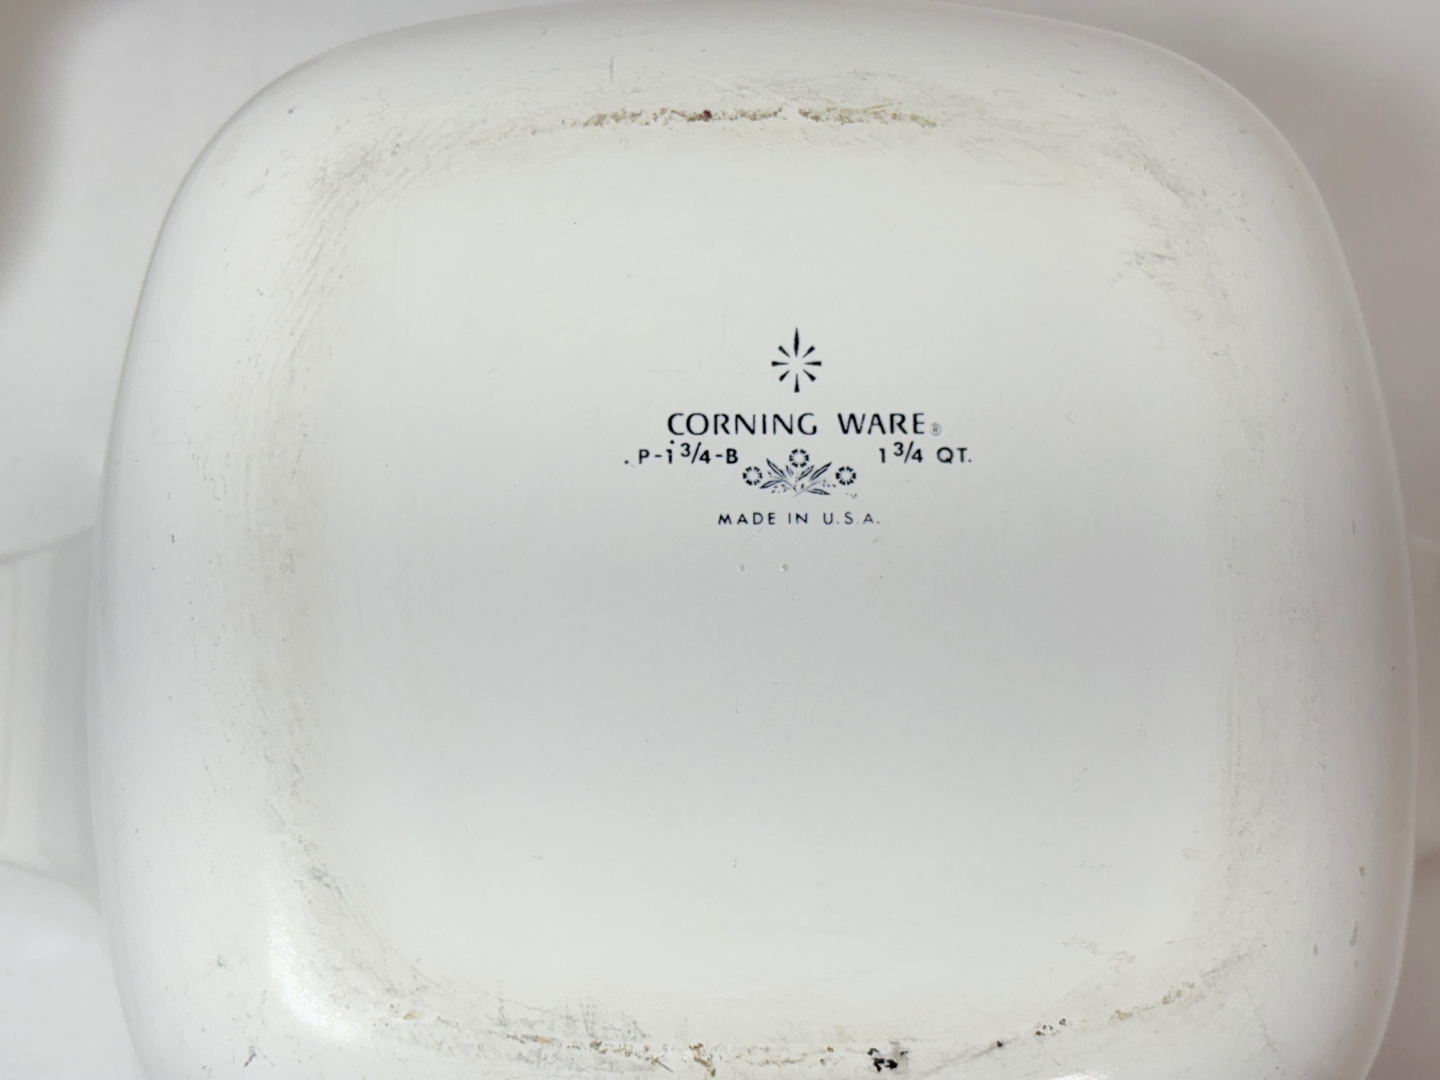 CORNING WARE®
P-1 3/4-B 1 3/4 QT.
MADE IN U.S.A.